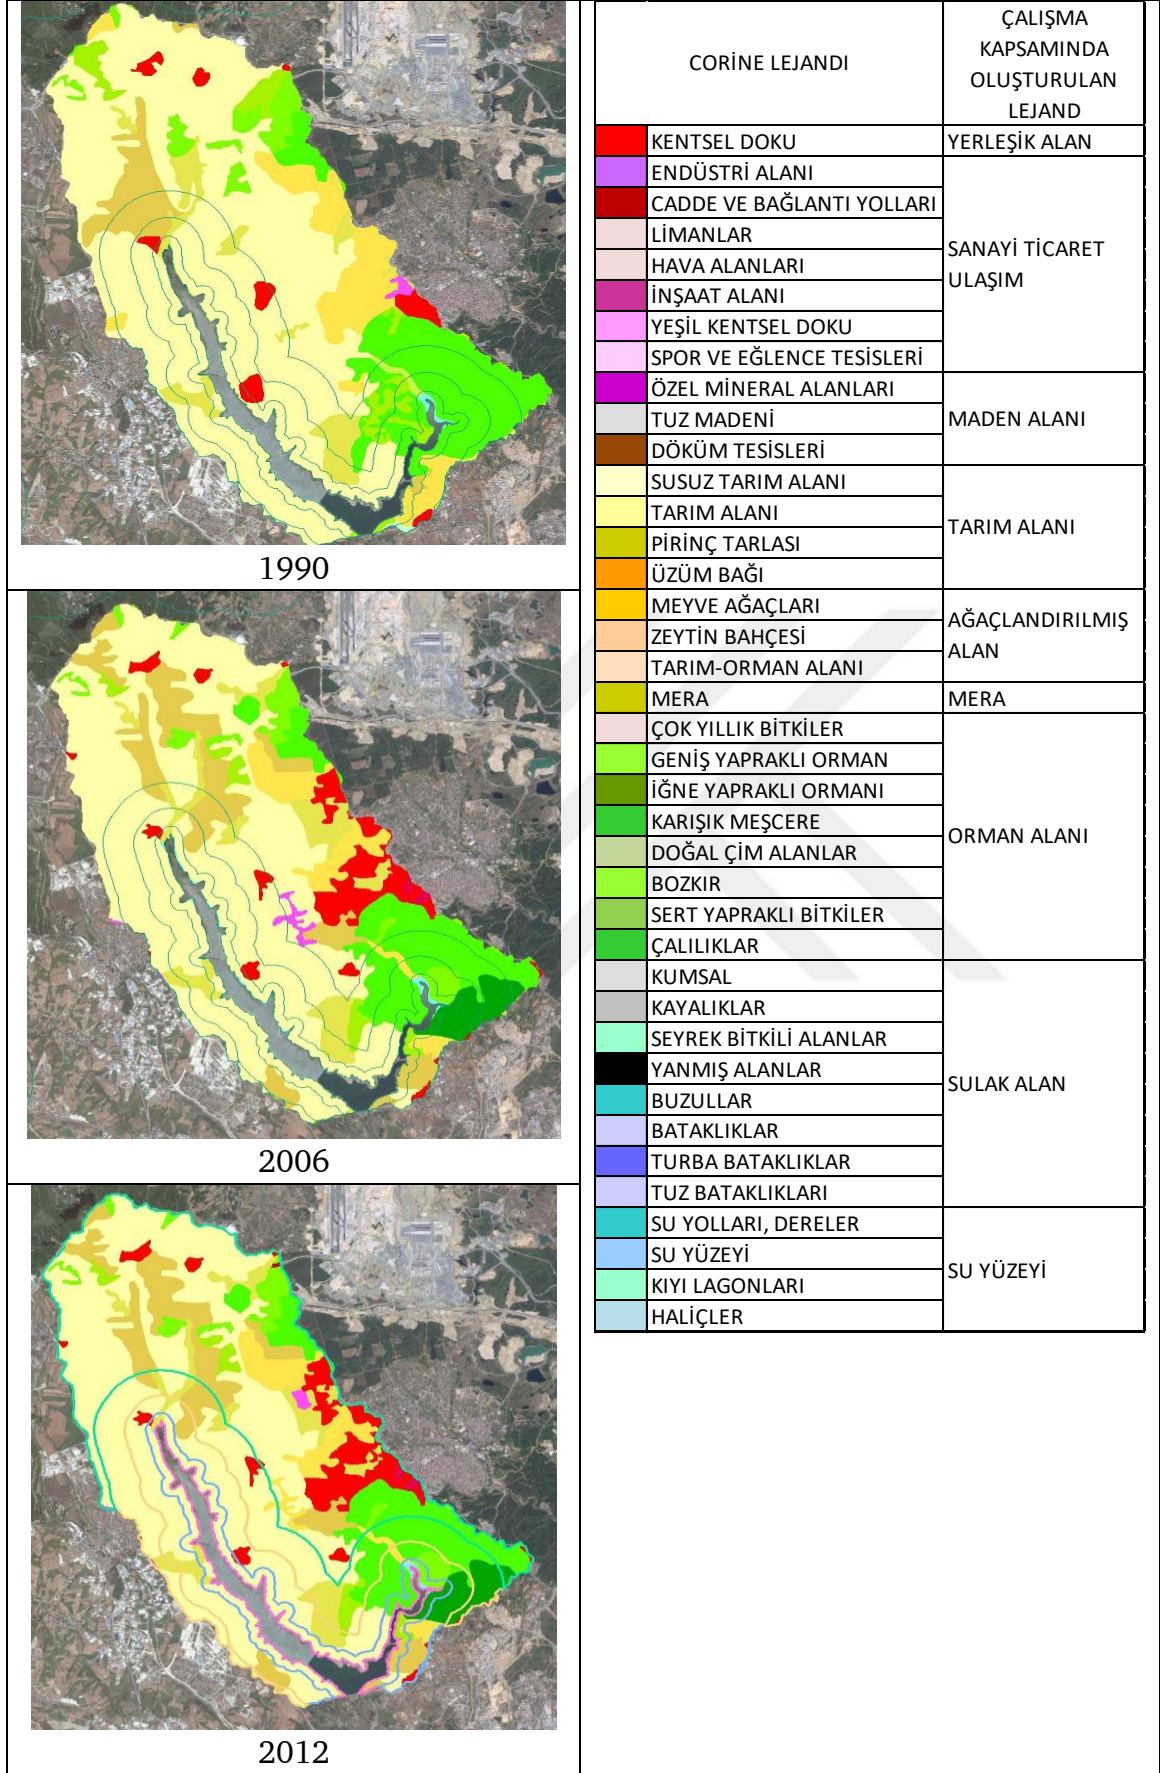 1990
2006
2012
CORİNE LEJANDI
ÇALIŞMA
KAPSAMINDA
OLUŞTURULAN
LEJAND
KENTSEL DOKU
YERLEŞİK ALAN
ENDÜSTRİ ALANI
CADDE VE BAĞLANTI YOLLARI
LİMANLAR
HAVA ALANLARI
İNŞAAT ALANI
YEŞİL KENTSEL DOKU
SPOR VE EĞLENCE TESİSLERİ
SANAYİ TİCARET
ULAŞIM
ÖZEL MİNERAL ALANLARI
TUZ MADENİ
DÖKÜM TESİSLERİ
MADEN ALANI
SUSUZ TARIM ALANI
TARIM ALANI
PİRİNÇ TARLASI
ÜZÜM BAĞI
TARIM ALANI
MEYVE AĞAÇLARI
ZEYTİN BAHÇESİ
TARIM-ORMAN ALANI
AĞAÇLANDIRILMIŞ
ALAN
MERA
MERA
ÇOK YILLIK BİTKİLER
GENİŞ YAPRAKLI ORMAN
İĞNE YAPRAKLI ORMANI
KARIŞIK MEŞCERE
DOĞAL ÇİM ALANLAR
BOZKIR
SERT YAPRAKLI BİTKİLER
ÇALILIKLAR
ORMAN ALANI
KUMSAL
KAYALIKLAR
SEYREK BİTKİLİ ALANLAR
YANMIŞ ALANLAR
BUZULLAR
BATAKLIKLAR
TURBA BATAKLIKLAR
TUZ BATAKLIKLARI
SULAK ALAN
SU YOLLARI, DERELER
SU YÜZEYİ
KIYI LAGONLARI
HALİÇLER
SU YÜZEYİ